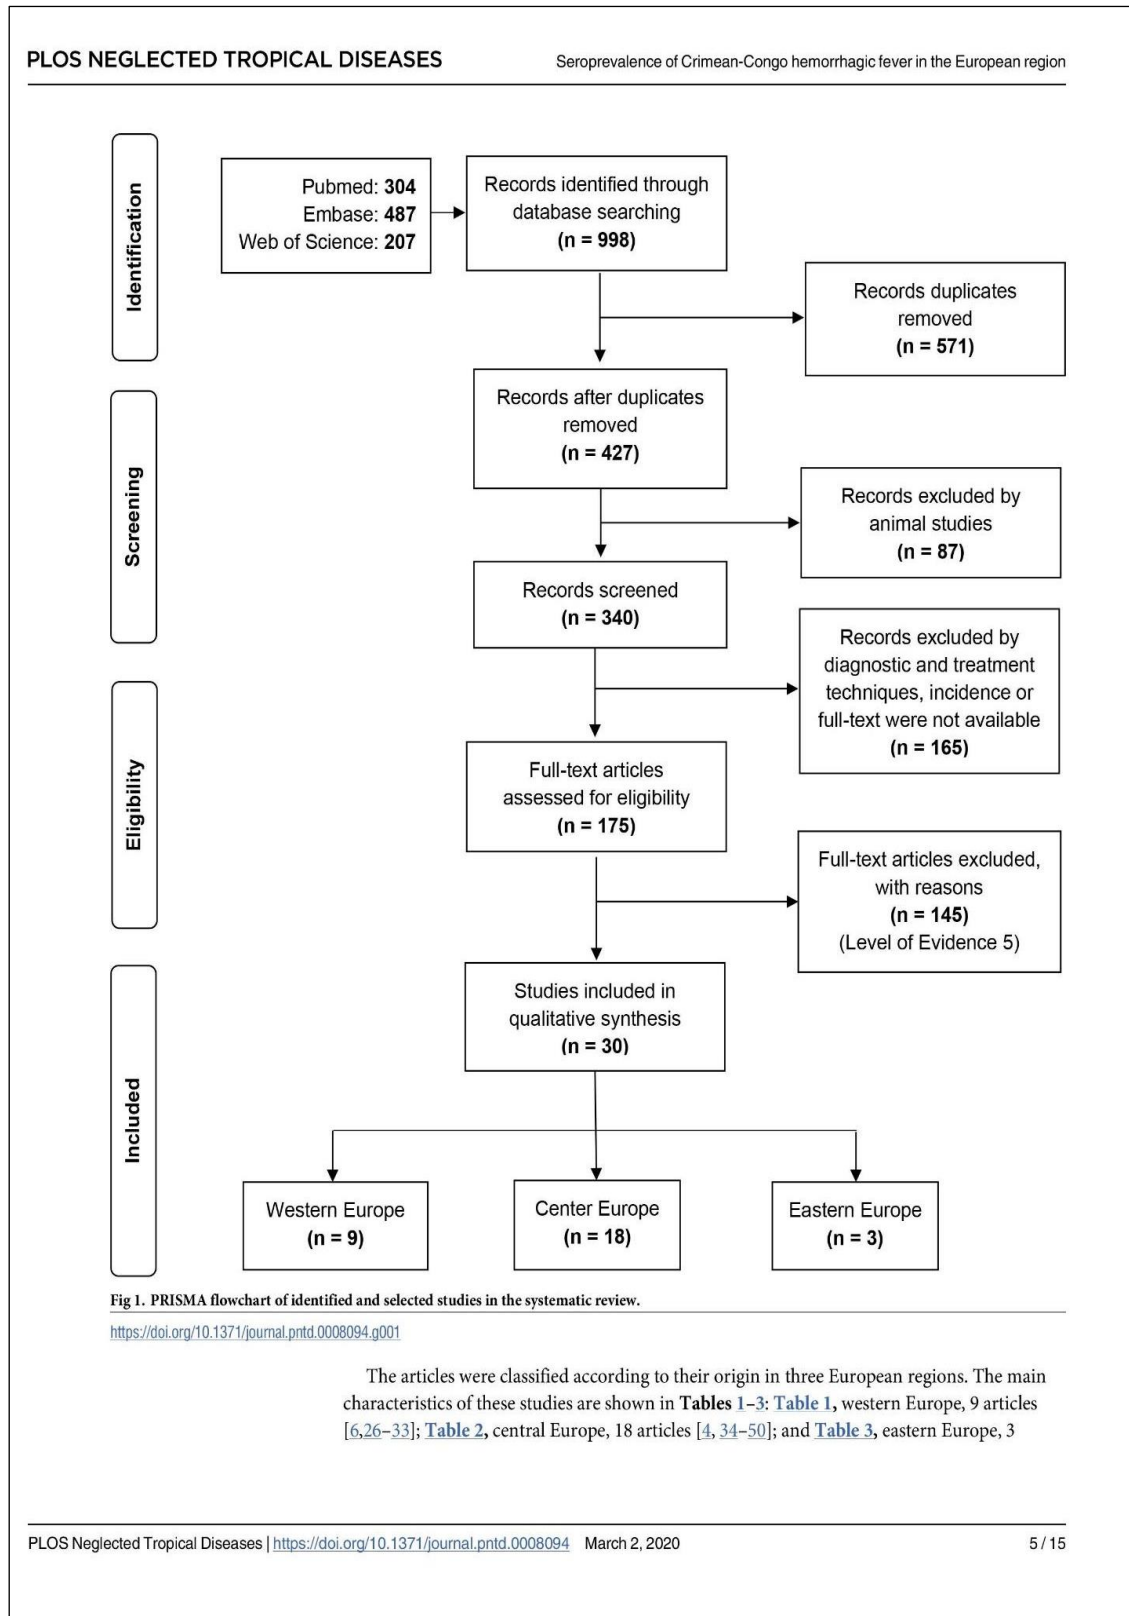 PLOS NEGLECTED TROPICAL DISEASES
Seroprevalence of Crimean-Congo hemorrhagic fever in the European region
Identification
Pubmed: 304
Embase: 487
Web of Science: 207
Records identified through
database searching
(n = 998)
Records duplicates
removed
(n = 571)
Screening
Records after duplicates
removed
(n = 427)
Records excluded by
animal studies
(n = 87)
Records screened
(n = 340)
Eligibility
Records excluded by
diagnostic and treatment
techniques, incidence or
full-text were not available
(n = 165)
Full-text articles
assessed for eligibility
(n = 175)
Full-text articles excluded,
with reasons
(n = 145)
(Level of Evidence 5)
Included
Studies included in
qualitative synthesis
(n = 30)
Western Europe
(n = 9)
Center Europe
(n = 18)
Eastern Europe
(n = 3)
Fig 1. PRISMA flowchart of identified and selected studies in the systematic review.
https://doi.org/10.1371/journal.pntd.0008094.g001
The articles were classified according to their origin in three European regions. The main
characteristics of these studies are shown in Tables 1–3: Table 1, western Europe, 9 articles
[6,26–33]; Table 2, central Europe, 18 articles [4, 34–50]; and Table 3, eastern Europe, 3
PLOS Neglected Tropical Diseases | https://doi.org/10.1371/journal.pntd.0008094 March 2, 2020
5 / 15